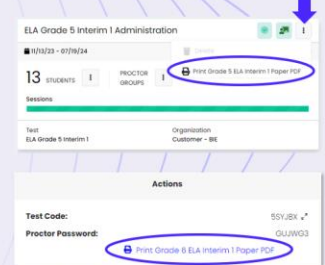 ELA Grade 5 Interim 1 Administration
11/13/23 - 07/19/24
Delete
13 STUDENTS
PROCTOR GROUPS
Print Grade 5 ELA Interim 1 Paper PDF
Sessions
Test
Organization
ELA Grade 5 Interim 1
Customer - BIE
Actions
Test Code:
5SYJBX
Proctor Password:
GUJWG3
Print Grade 6 ELA Interim 1 Paper PDF